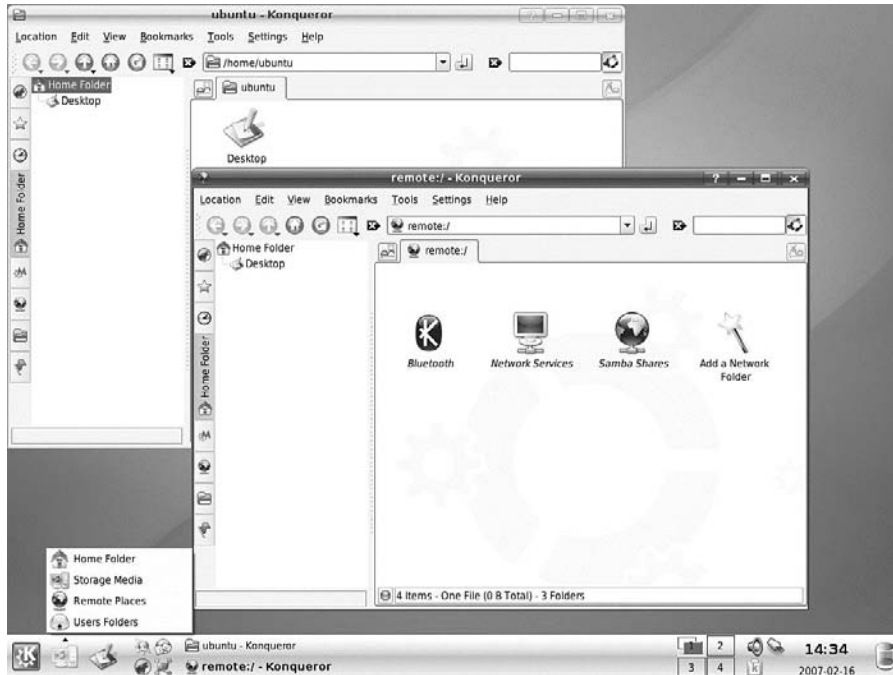 ubuntu - Konqueror
Location Edit View Bookmarks Tools Settings Help
/home/ubuntu
Home Folder
Desktop
ubuntu
Desktop
Home Folder
remote:/ - Konqueror
Location Edit View Bookmarks Tools Settings Help
remote:/
Home Folder
Desktop
remote:/
Home Folder
Bluetooth Network Services Samba Shares Add a Network
Folder
4 Items - One File (0 B Total) - 3 Folders
Home Folder
Storage Media
Remote Places
Users Folders
ubuntu - Konqueror
remote:/ - Konqueror
1 2
3 4
14:34
2007-02-16